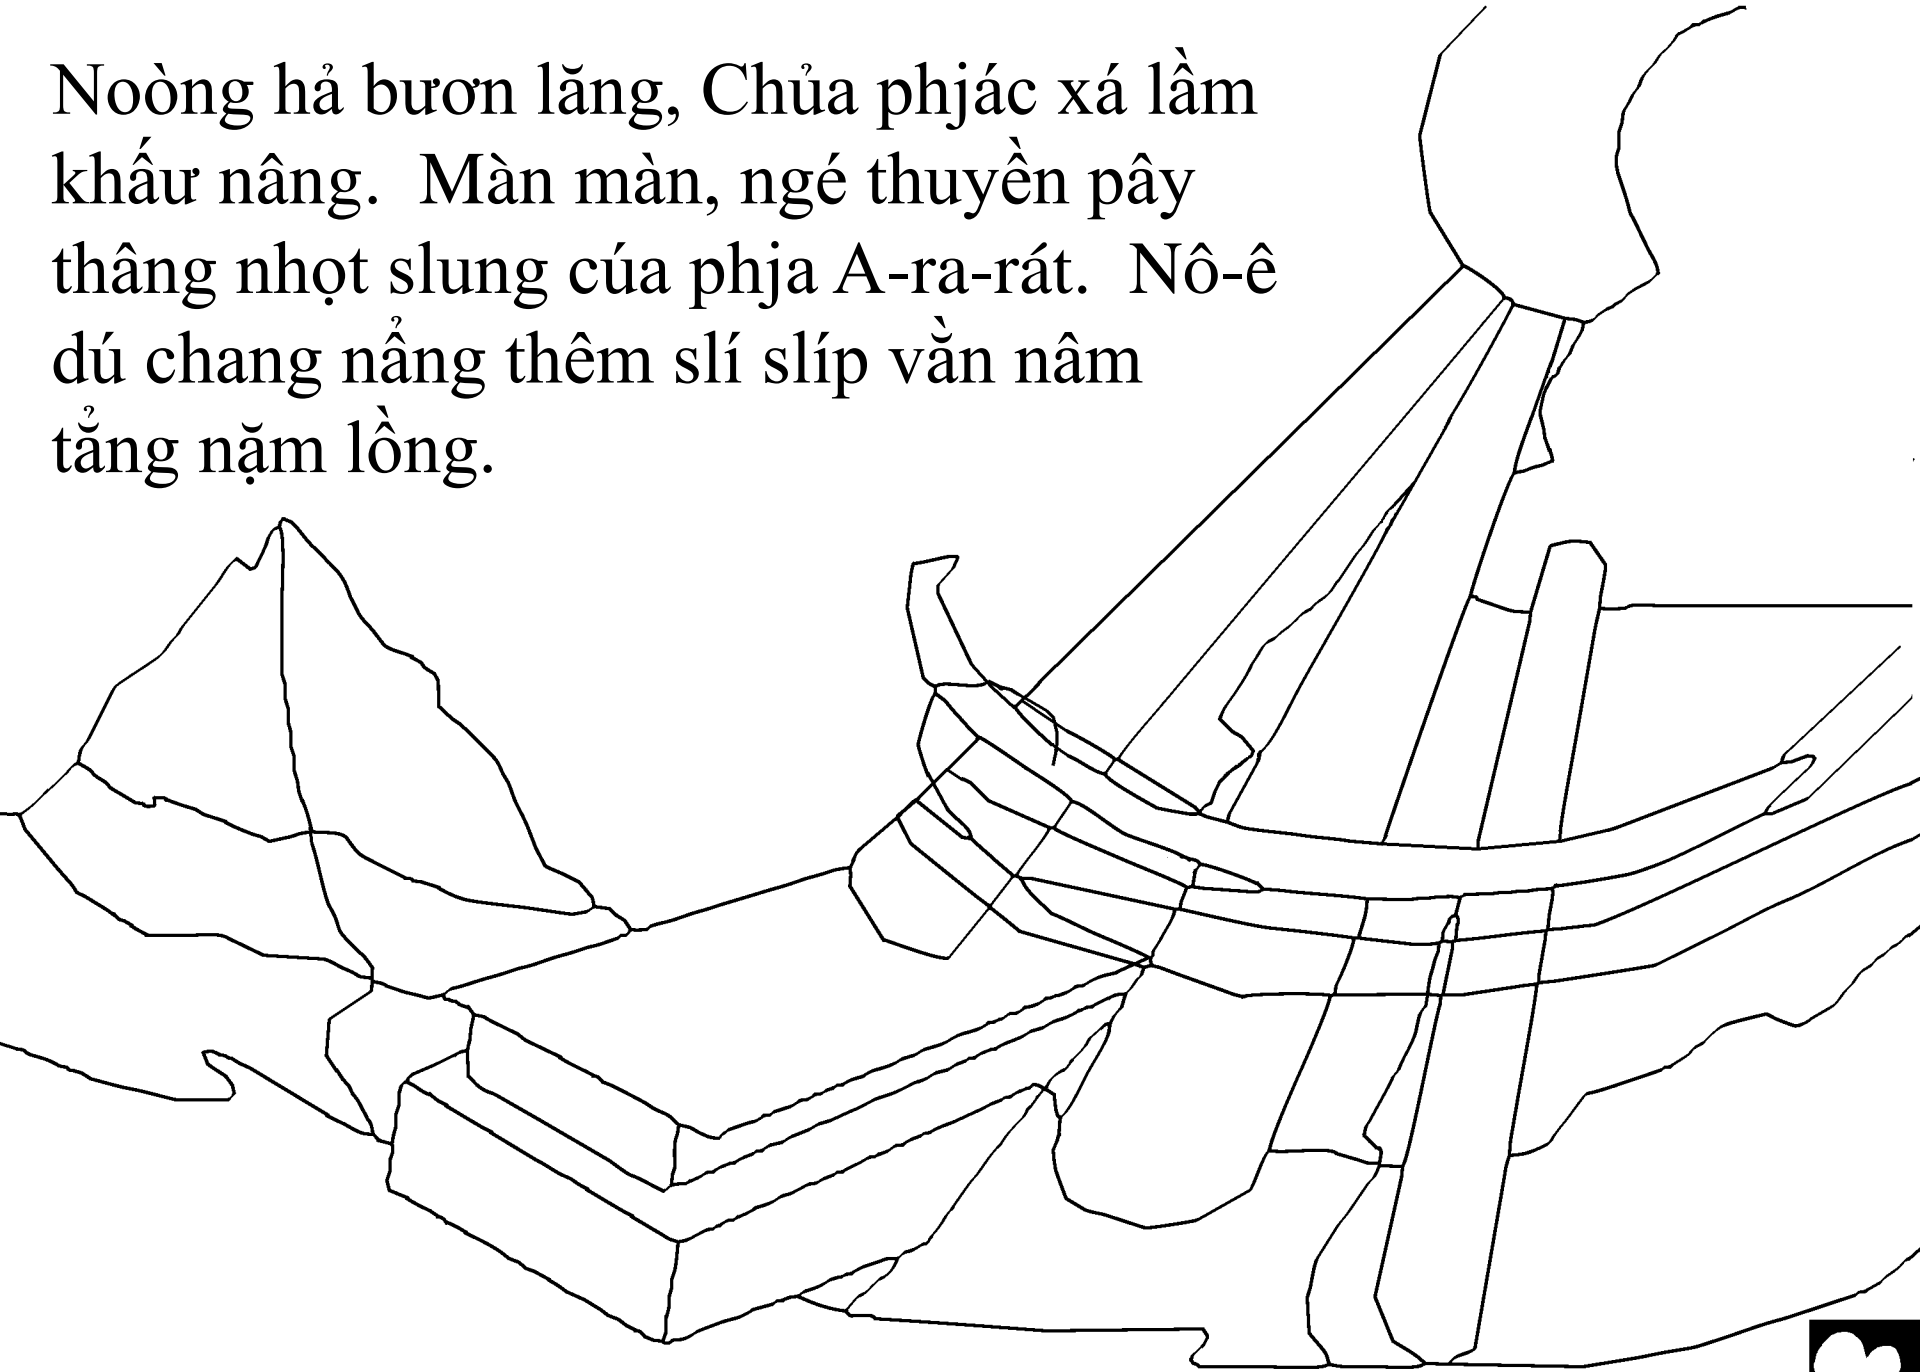 Noòng hả bươn lăng, Chủa phjác xá lầm
khấư nâng.  Màn màn, ngé thuyền pây
thâng nhọt slung cúa phja A-ra-rát.  Nô-ê
dú chang nẩng thêm slí slíp vằn nâm
tẳng nặm lồng.